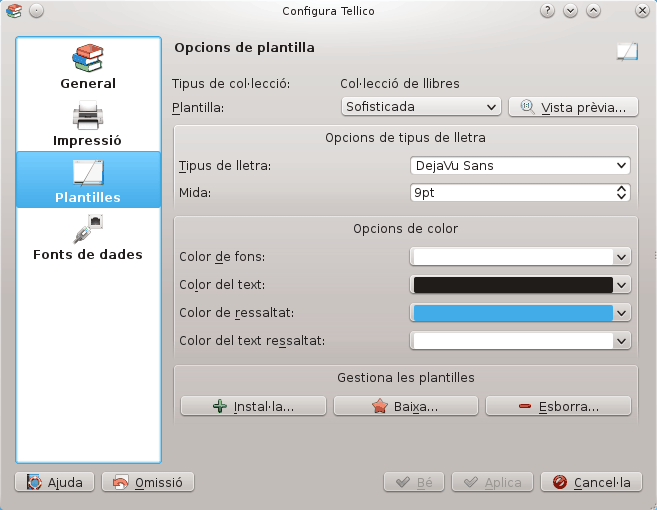 Configura Tellico
General
Impressió
Plantilles
Fonts de dades
Opcions de plantilla
Tipus de col·lecció: Col·lecció de llibres
Plantilla: Sofisticada Vista prèvia...
Opcions de tipus de lletra
Tipus de lletra: DejaVu Sans
Mida: 9pt
Opcions de color
Color de fons:
Color del text:
Color de ressaltat:
Color del text ressaltat:
Gestiona les plantilles
Instal·la... Baixa... Esborra...
Ajuda Omissió Bé Aplica Cancel·la